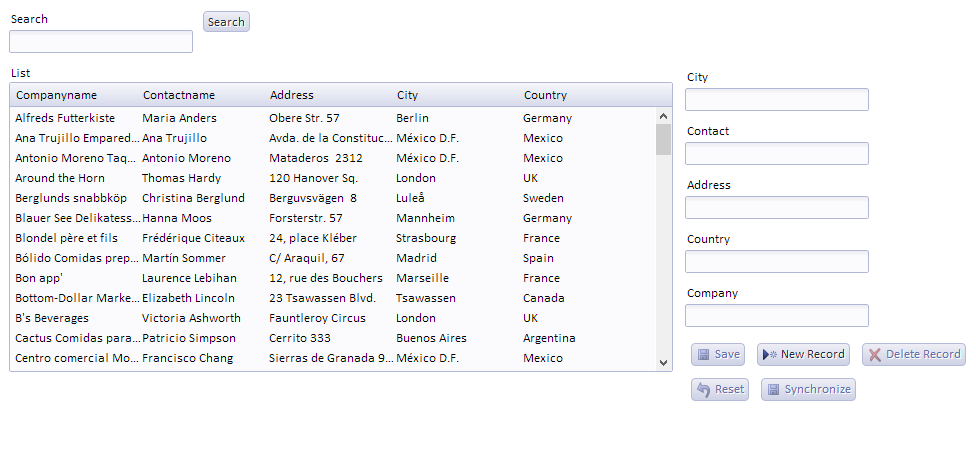 Search
Search
List
Companyname Contactname Address City Country
Alfreds Futterkiste Maria Anders Obere Str. 57 Berlin Germany
Ana Trujillo Empared... Ana Trujillo Avda. de la Constituc... México D.F. Mexico
Antonio Moreno Taq... Antonio Moreno Mataderos 2312 México D.F. Mexico
Around the Horn Thomas Hardy 120 Hanover Sq. London UK
Berglunds snabbköp Christina Berglund Berguvsvägen 8 Luleå Sweden
Blauer See Delikatess... Hanna Moos Forsterstr. 57 Mannheim Germany
Blondel père et fils Frédérique Citeaux 24, place Kléber Strasbourg France
Bólido Comidas prep... Martín Sommer C/ Araquil, 67 Madrid Spain
Bon app' Laurence Lebihan 12, rue des Bouchers Marseille France
Bottom-Dollar Marke... Elizabeth Lincoln 23 Tsawassen Blvd. Tsawassen Canada
B's Beverages Victoria Ashworth Fauntleroy Circus London UK
Cactus Comidas para... Patricio Simpson Cerrito 333 Buenos Aires Argentina
Centro comercial Mo... Francisco Chang Sierras de Granada 9... México D.F. Mexico
City
Contact
Address
Country
Company
Save New Record Delete Record
Reset Synchronize